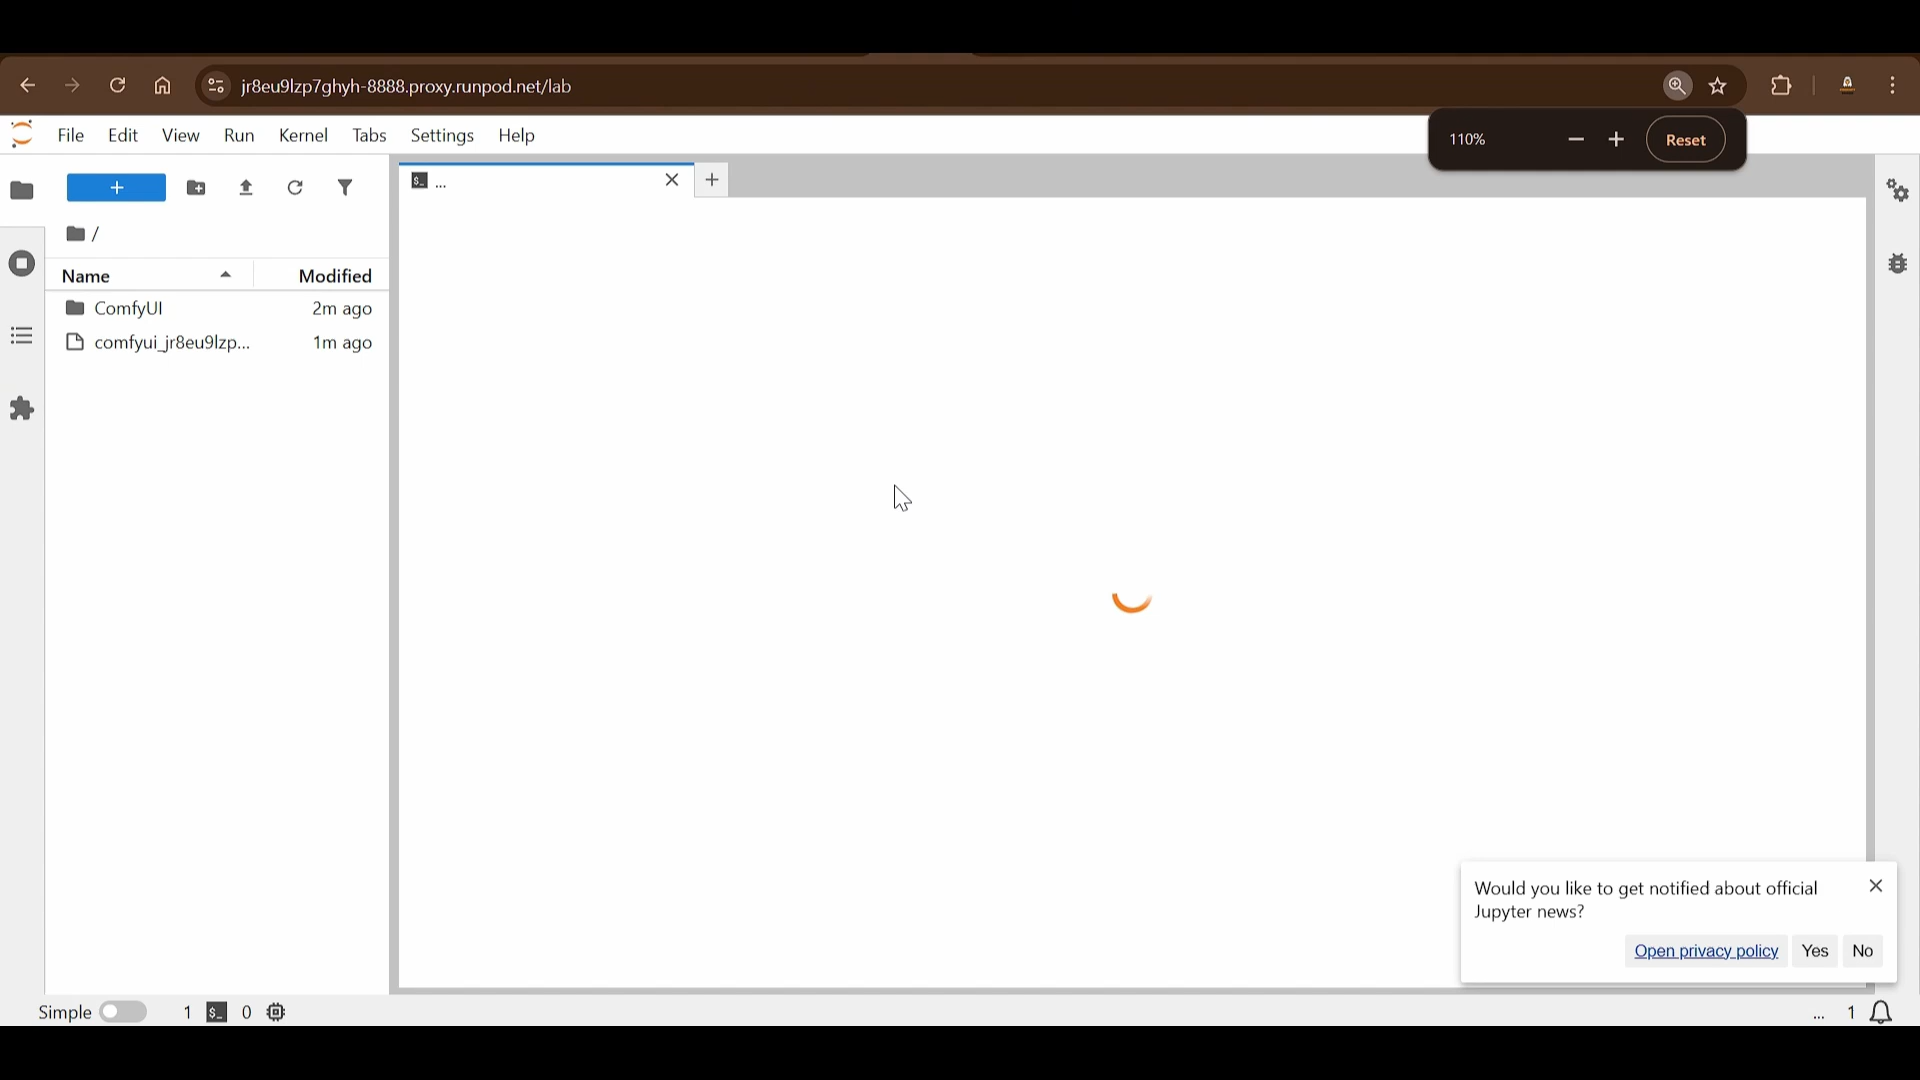 jr8eu9lzp7ghyh-8888.proxy.runpod.net/lab
File Edit View Run Kernel Tabs Settings Help
110% Reset
...
/
Name Modified
ComfyUI 2m ago
comfyui_jr8eu9lzp... 1m ago
Would you like to get notified about official
Jupyter news?
Open privacy policy Yes No
Simple 1 $_ 0 ... 1